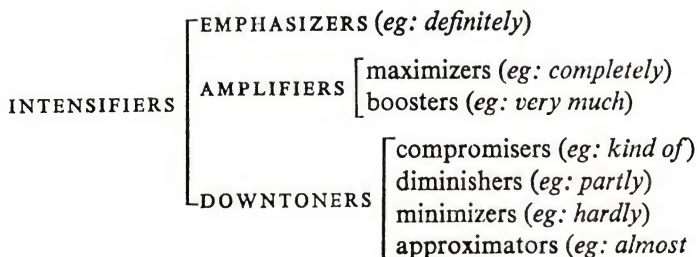 EMPHASIZERS (eg: definitely)
INTENSIFIERS AMPLIFIERS maximizers (eg: completely)
boosters (eg: very much)
DOWNTONERS compromisers (eg: kind of)
diminishers (eg: partly)
minimizers (eg: hardly)
approximators (eg: almost